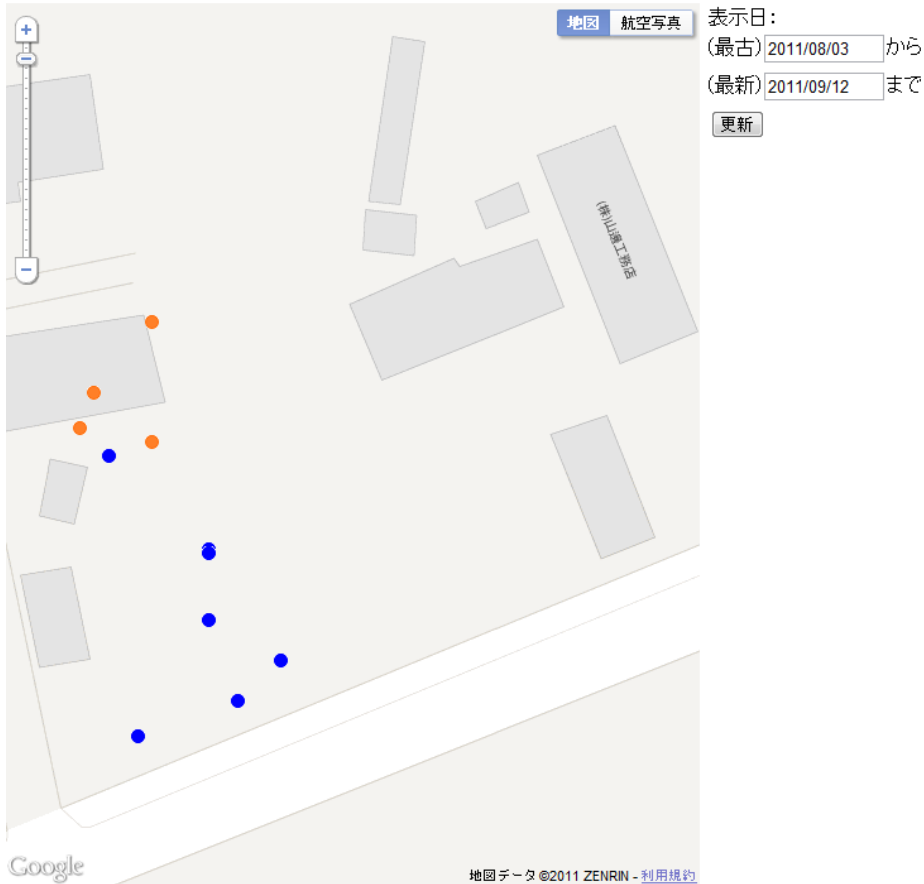 地図 航空写真
表示日:
(最古) 2011/08/03 から
(最新) 2011/09/12 まで
更新
(株)山邊工務店
Google
地図データ ©2011 ZENRIN - 利用規約